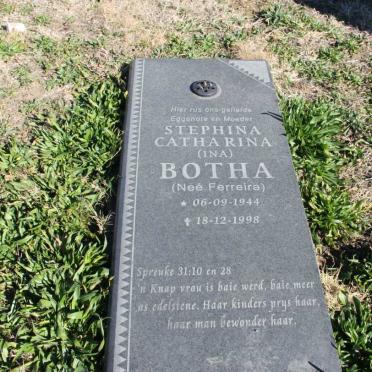 Hier rus ons geliefde
Eggenote en Moeder
STEPHINA
CATHARINA
(INA)
BOTHA
(Neé Ferreira)
★ 06-09-1944
✝ 18-12-1998
Spreuke 31:10 en 28
'n Knap vrou is baie werd, baie meer
as edelstene. Haar kinders prys haar,
haar man bewonder haar.